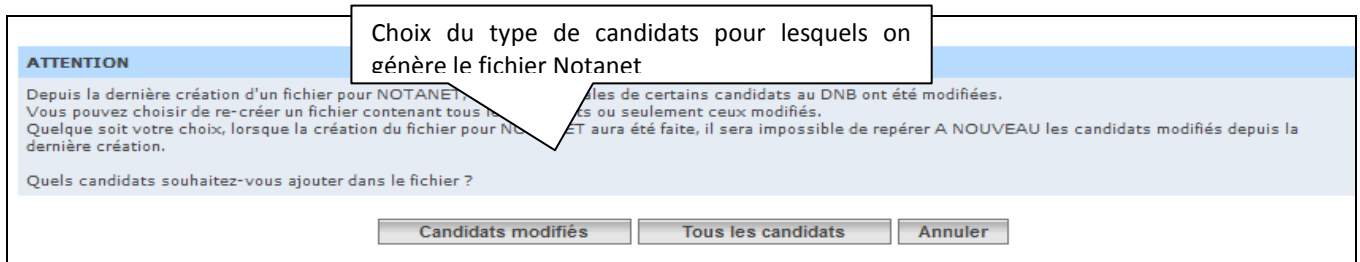 Choix du type de candidats pour lesquels on
génère le fichier Notanet
ATTENTION
Depuis la dernière création d'un fichier pour NOTANET, ales de certains candidats au DNB ont été modifiées.
Vous pouvez choisir de re-créer un fichier contenant tous ts ou seulement ceux modifiés.
Quelque soit votre choix, lorsque la création du fichier pour NO ET aura été faite, il sera impossible de repérer A NOUVEAU les candidats modifiés depuis la
dernière création.
Quels candidats souhaitez-vous ajouter dans le fichier ?
Candidats modifiés Tous les candidats Annuler